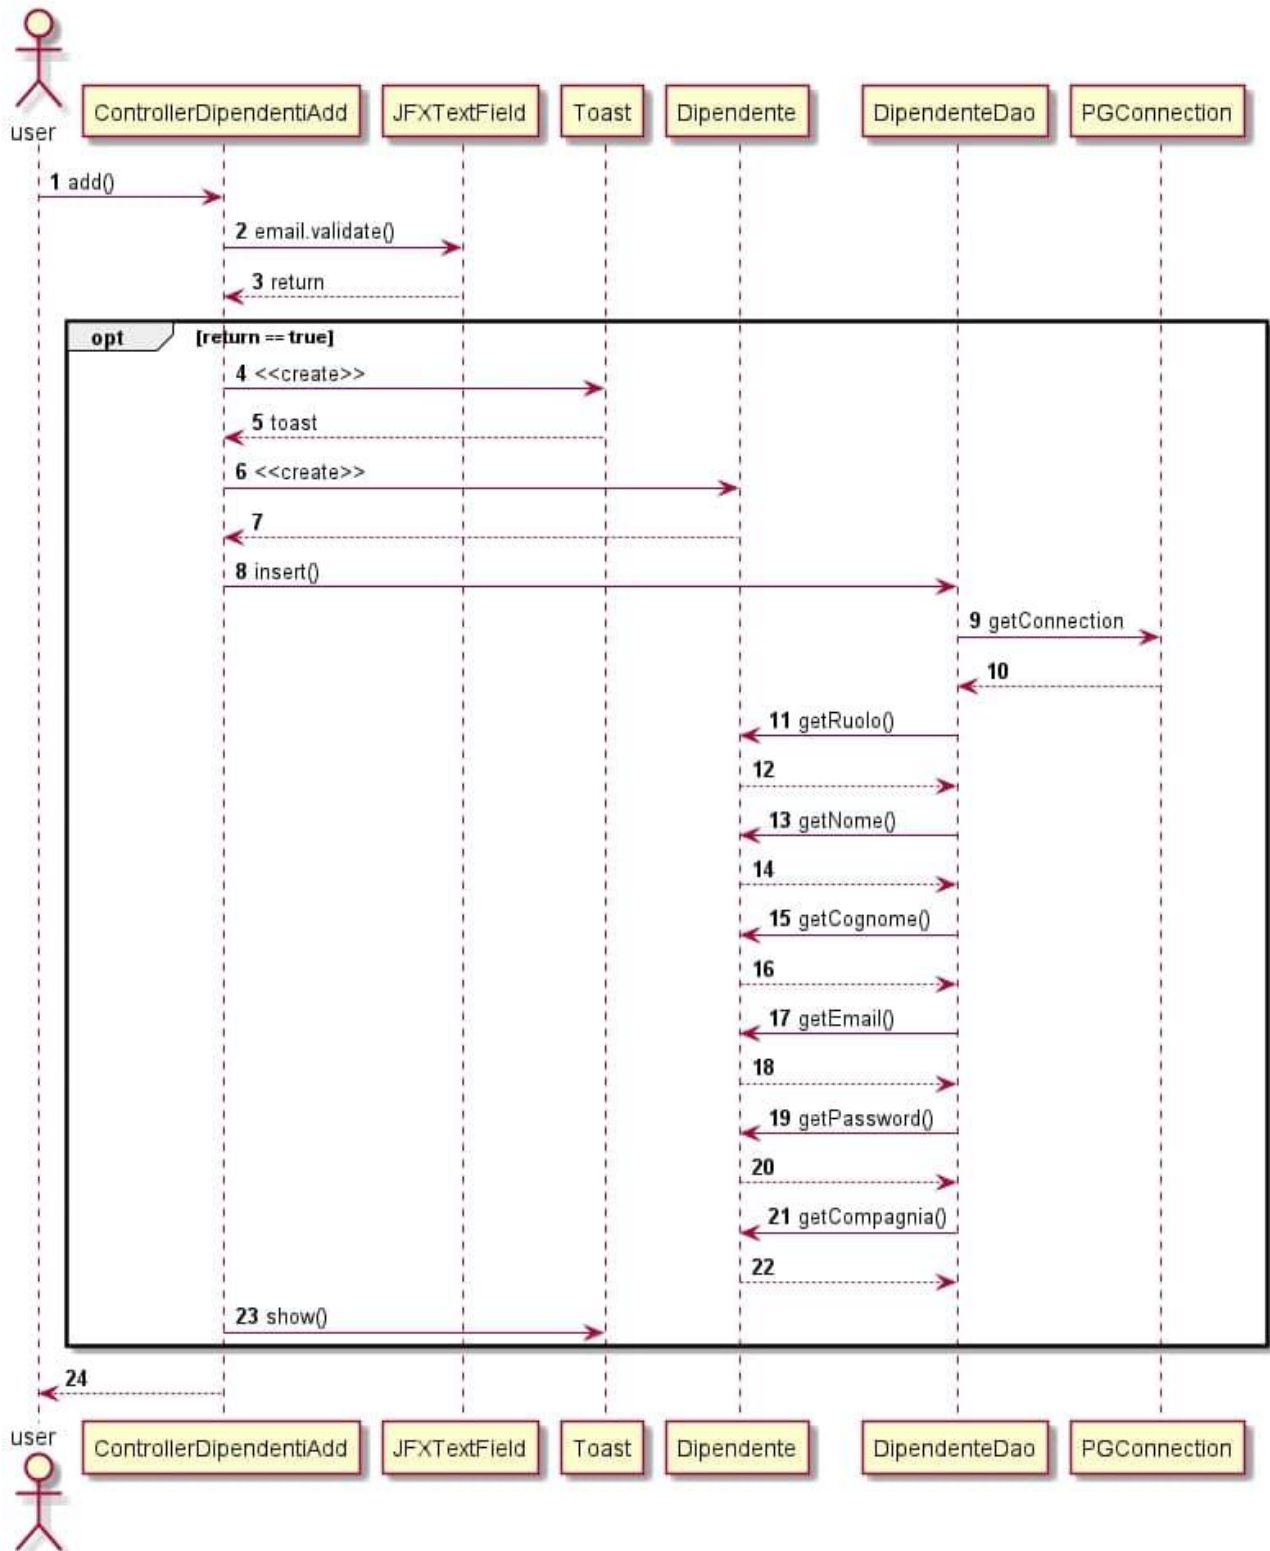 user
ControllerDipendentiAdd
JFXTextField
Toast
Dipendente
DipendenteDao
PGConnection
1 add()
2 email.validate()
3 return
opt [return == true]
4 <<create>>
5 toast
6 <<create>>
7
8 insert()
9 getConnection
10
11 getRuolo()
12
13 getNome()
14
15 getCognome()
16
17 getEmail()
18
19 getPassword()
20
21 getCompagnia()
22
23 show()
24
user
ControllerDipendentiAdd
JFXTextField
Toast
Dipendente
DipendenteDao
PGConnection